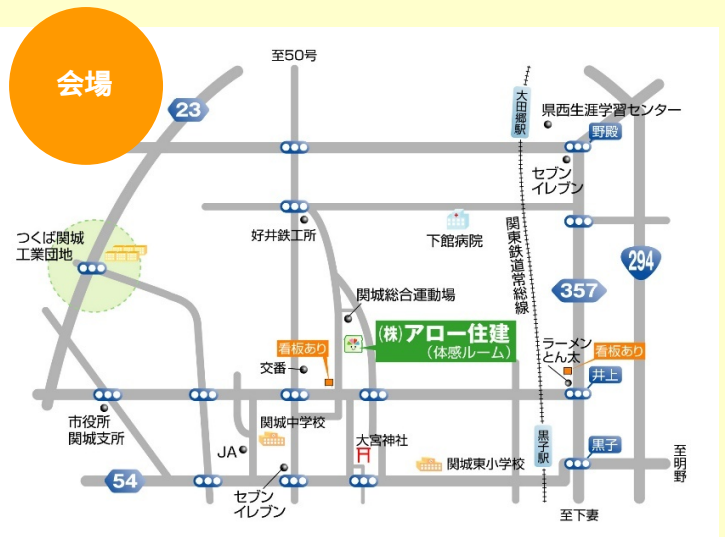 会場
至50号
23
大田郷駅
県西生涯学習センター
野殿
セブン
イレブン
つくば関城
工業団地
好井鉄工所
下館病院
関東鉄道常総線
294
357
関城総合運動場
(株)アロー住建
(体感ルーム)
看板あり
交番
ラーメン
とん太
看板あり
井上
市役所
関城支所
関城中学校
JA
大宮神社
黒子駅
黒子
至明野
関城東小学校
54
セブン
イレブン
至下妻